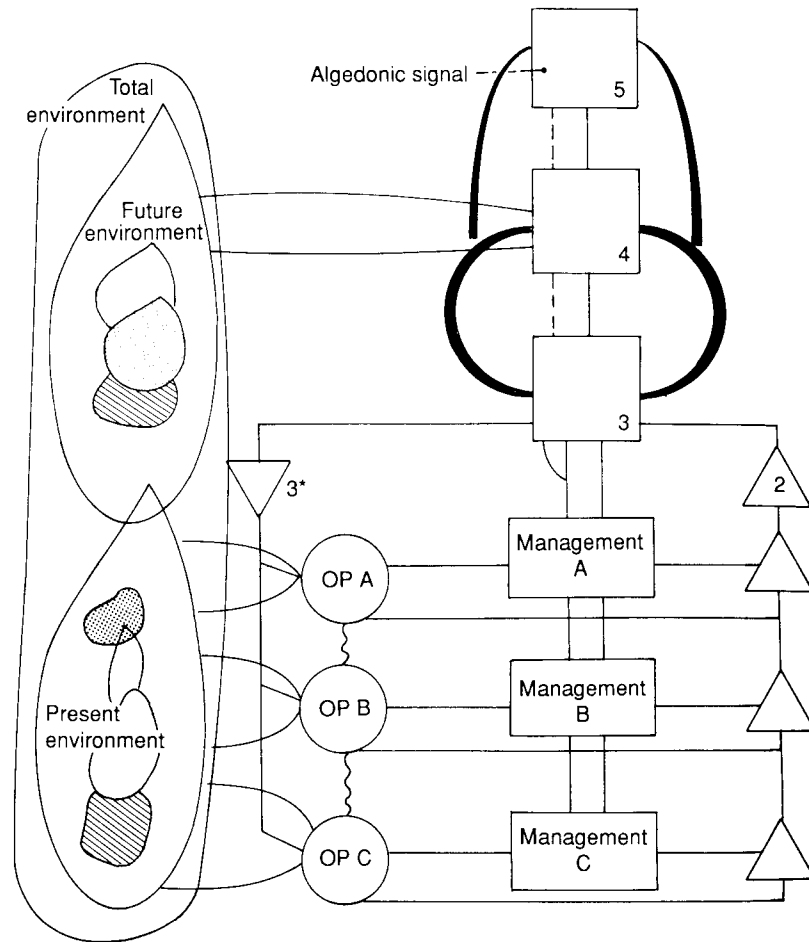 5
Algedonic signal
Total
environment
Future
environment
4
3
3*
2
Management
A
OP A
Management
B
OP B
Present
environment
Management
C
OP C